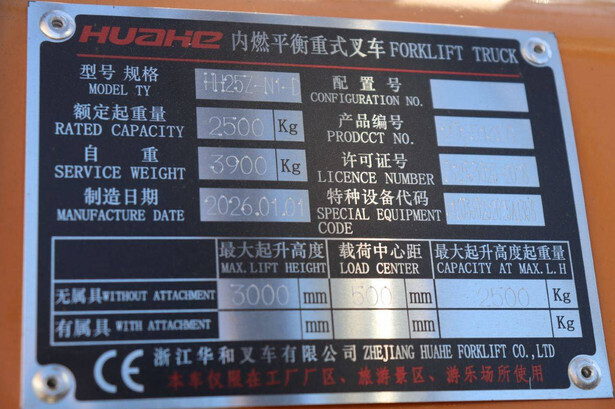 HUAHE 内燃平衡重式叉车 FORKLIFT TRUCK
型号 规格
MODEL TY
配置号
CONFIGURATION NO.
额定起重量
RATED CAPACITY 2500 Kg
产品编号
PRODCCT NO.
自 重
SERVICE WEIGHT 3900 Kg
许可证号
LICENCE NUMBER
制造日期
MANUFACTURE DATE 2026.01.01
特种设备代码
SPECIAL EQUIPMENT
CODE
最大起升高度 载荷中心距 最大起升高度起重量
MAX. LIFT HEIGHT LOAD CENTER CAPACITY AT MAX. L.H
无属具WITHOUT ATTACHMENT 3000 mm 500 mm 2500 Kg
有属具 WITH ATTACHMENT mm mm Kg
CE 浙江华和叉车有限公司 ZHEJIANG HUAHE FORKLIFT CO.,LTD
本车仅限在工厂厂区、旅游景区、游乐场所使用